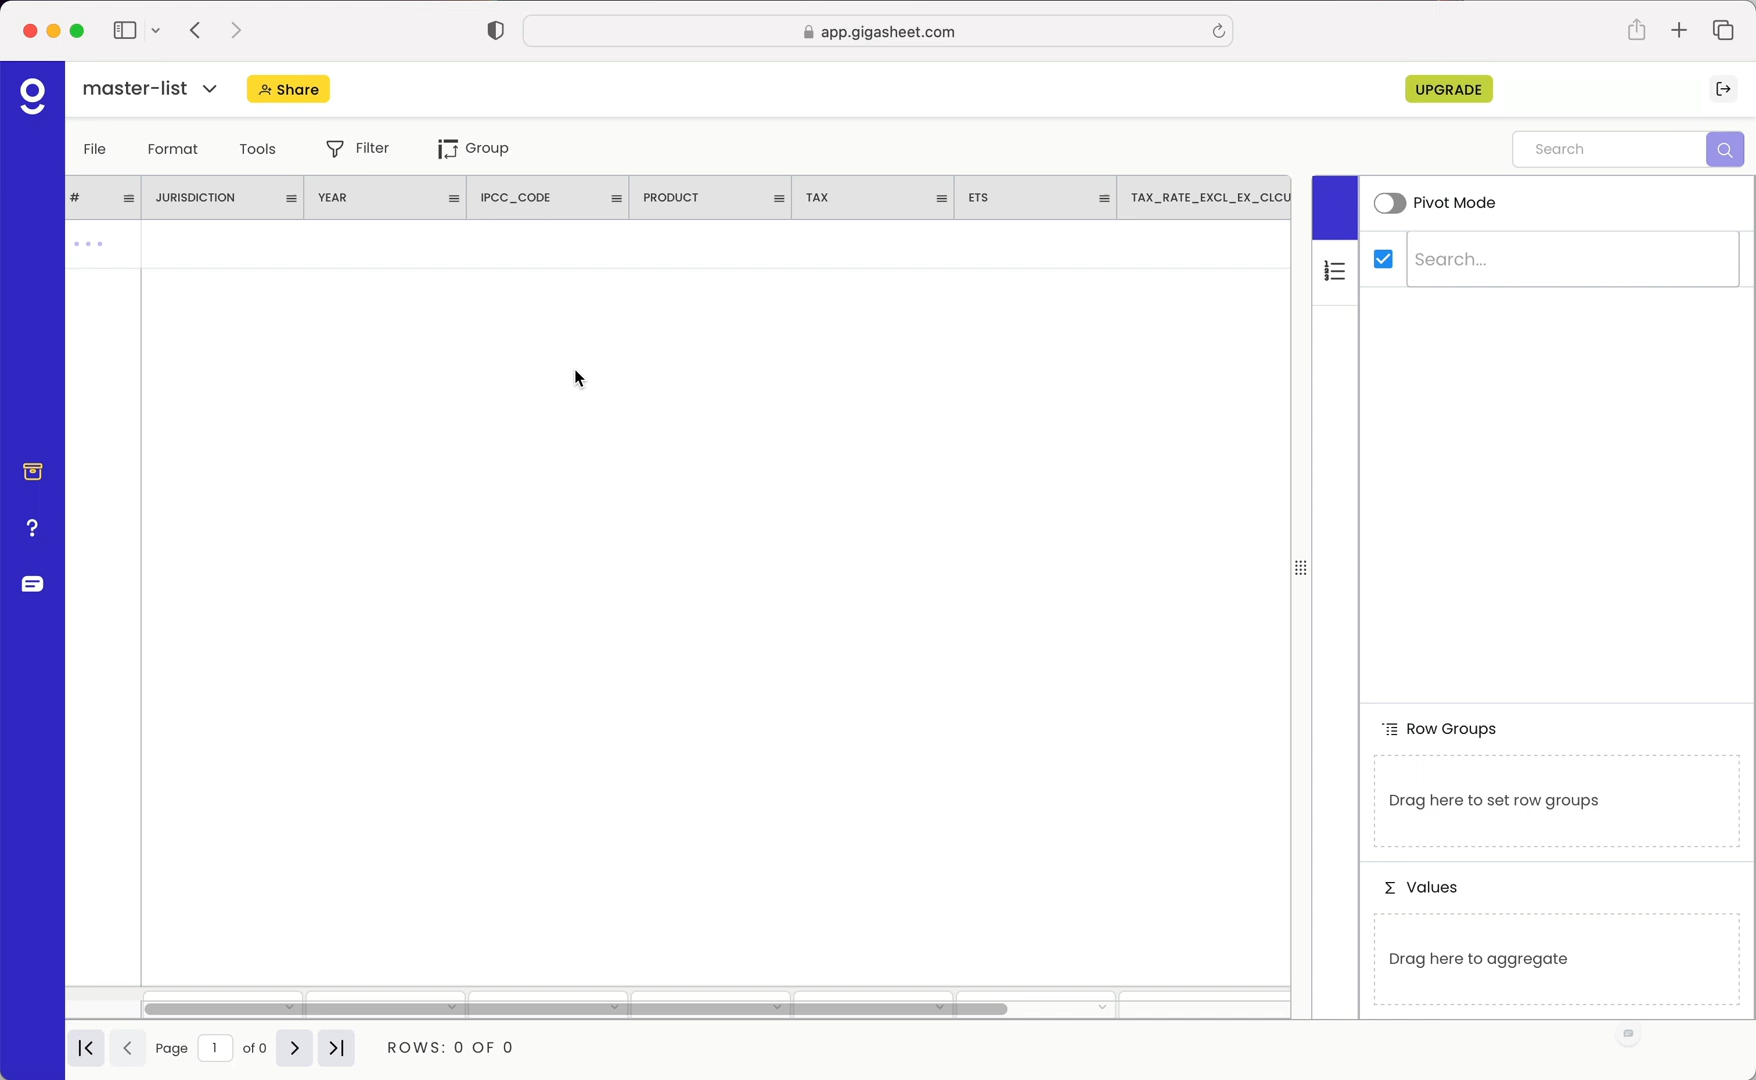 app.gigasheet.com
master-list
Share
UPGRADE
File Format Tools Filter Group
Search
# JURISDICTION YEAR IPCC_CODE PRODUCT TAX ETS TAX_RATE_EXCL_EX_CLCU
Pivot Mode
Search...
?
Row Groups
Drag here to set row groups
Σ Values
Drag here to aggregate
Page 1 of 0 ROWS: 0 OF 0